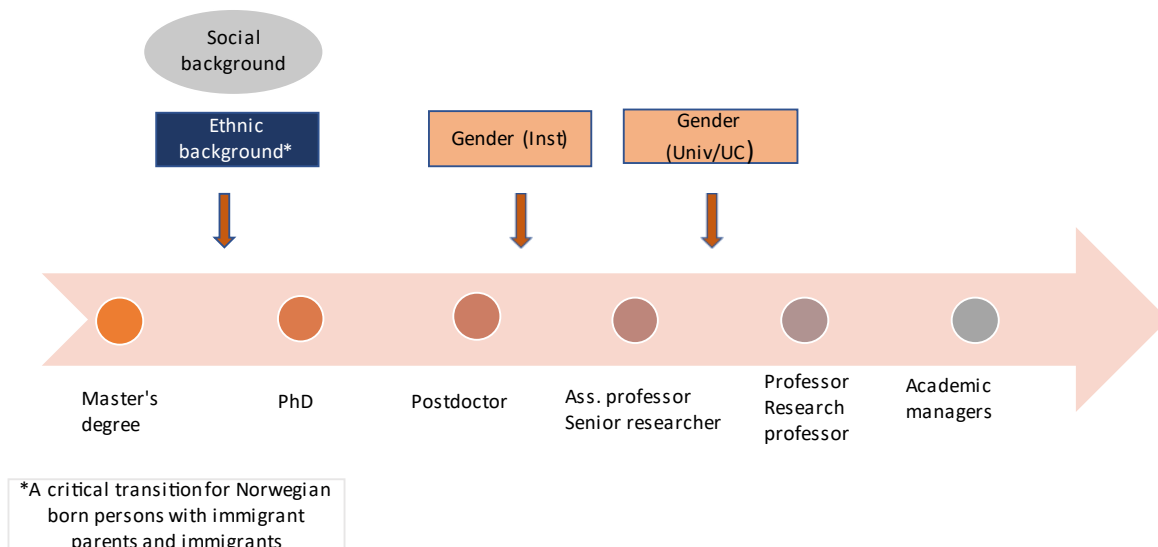 Social
background
Ethnic
background*
Gender (Inst)
Gender
(Univ/UC)
Master's
degree
PhD
Postdoctor
Ass. professor
Senior researcher
Professor
Research
professor
Academic
managers
*A critical transition for Norwegian
born persons with immigrant
parents and immigrants